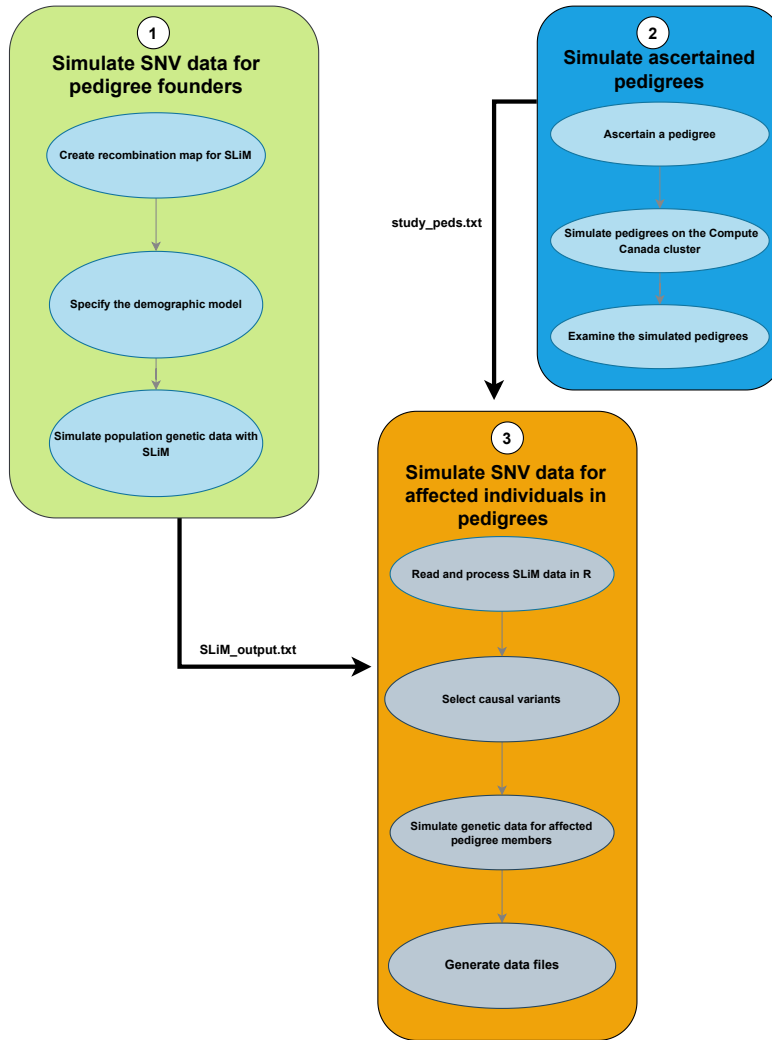 1
Simulate SNV data for
pedigree founders
Create recombination map for SLiM
Specify the demographic model
Simulate population genetic data with
SLiM
SLiM_output.txt
2
Simulate ascertained
pedigrees
Ascertain a pedigree
Simulate pedigrees on the Compute
Canada cluster
Examine the simulated pedigrees
study_peds.txt
3
Simulate SNV data for
affected individuals in
pedigrees
Read and process SLiM data in R
Select causal variants
Simulate genetic data for affected
pedigree members
Generate data files